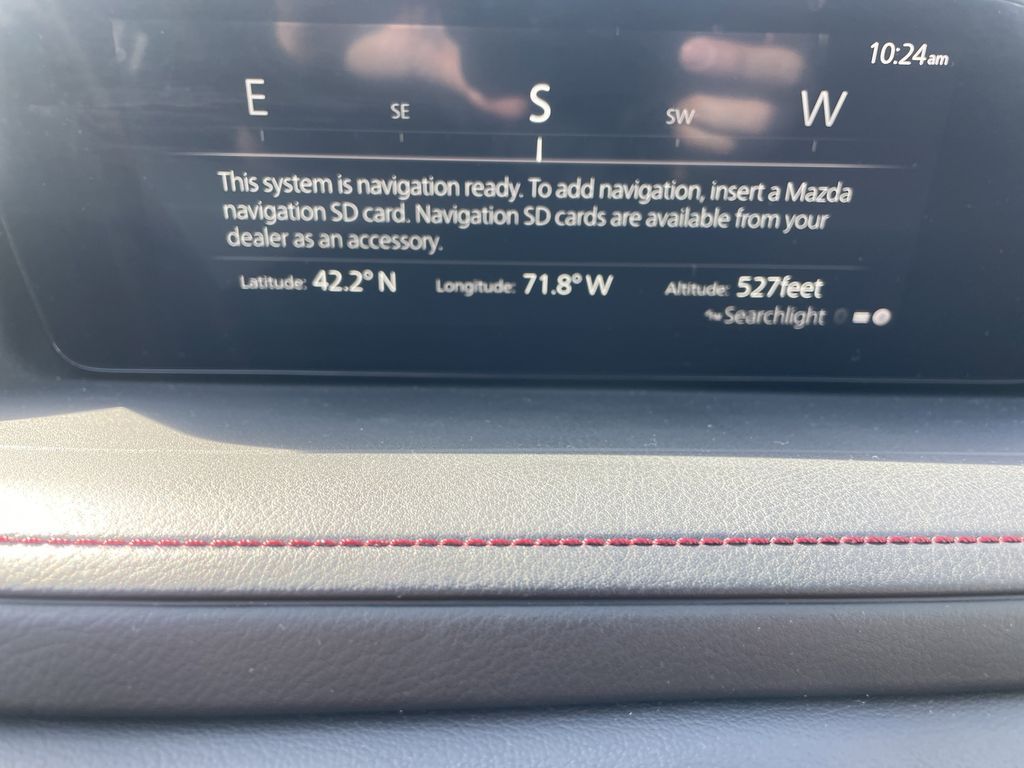 10:24am
E SE S SW W
This system is navigation ready. To add navigation, insert a Mazda
navigation SD card. Navigation SD cards are available from your
dealer as an accessory.
Latitude: 42.2° N Longitude: 71.8° W Altitude: 527feet
Searchlight